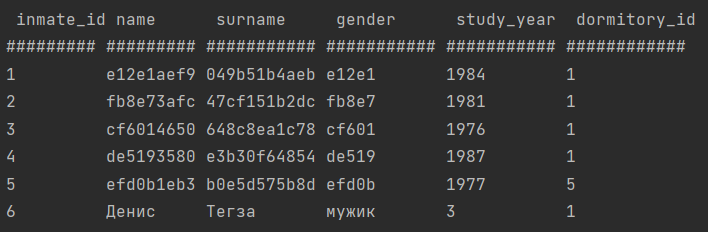 inmate_id name surname gender study_year dormitory_id
######### ######### ########### ########### ########### ############
1 e12e1aef9 049b51b4aeb e12e1 1984 1
2 fb8e73afc 47cf151b2dc fb8e7 1981 1
3 cf6014650 648c8ea1c78 cf601 1976 1
4 de5193580 e3b30f64854 de519 1987 1
5 efd0b1eb3 b0e5d575b8d efd0b 1977 5
6 Денис Тегза мужик 3 1